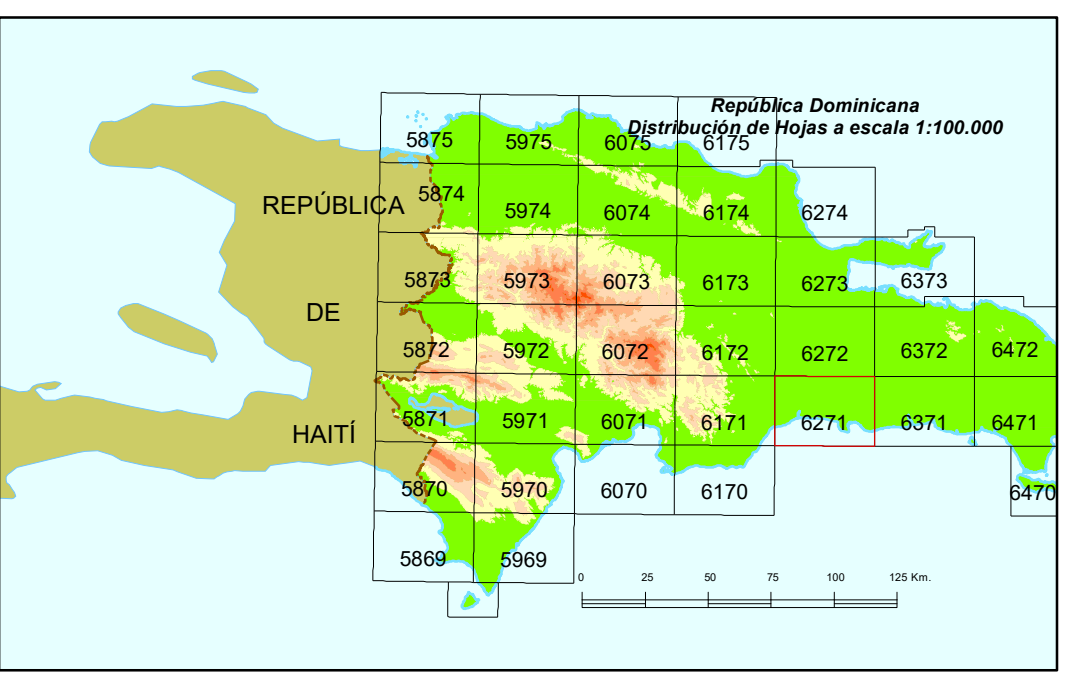 República Dominicana
Distribución de Hojas a escala 1:100.000
5875 5975 6075 6175
REPÚBLICA
5874 5974 6074 6174 6274
5873 5973 6073 6173 6273 6373
DE
5872 5972 6072 6172 6272 6372 6472
HAITÍ
5871 5971 6071 6171 6271 6371 6471
5870 5970 6070 6170 6470
5869 5969
0 25 50 75 100 125 Km.